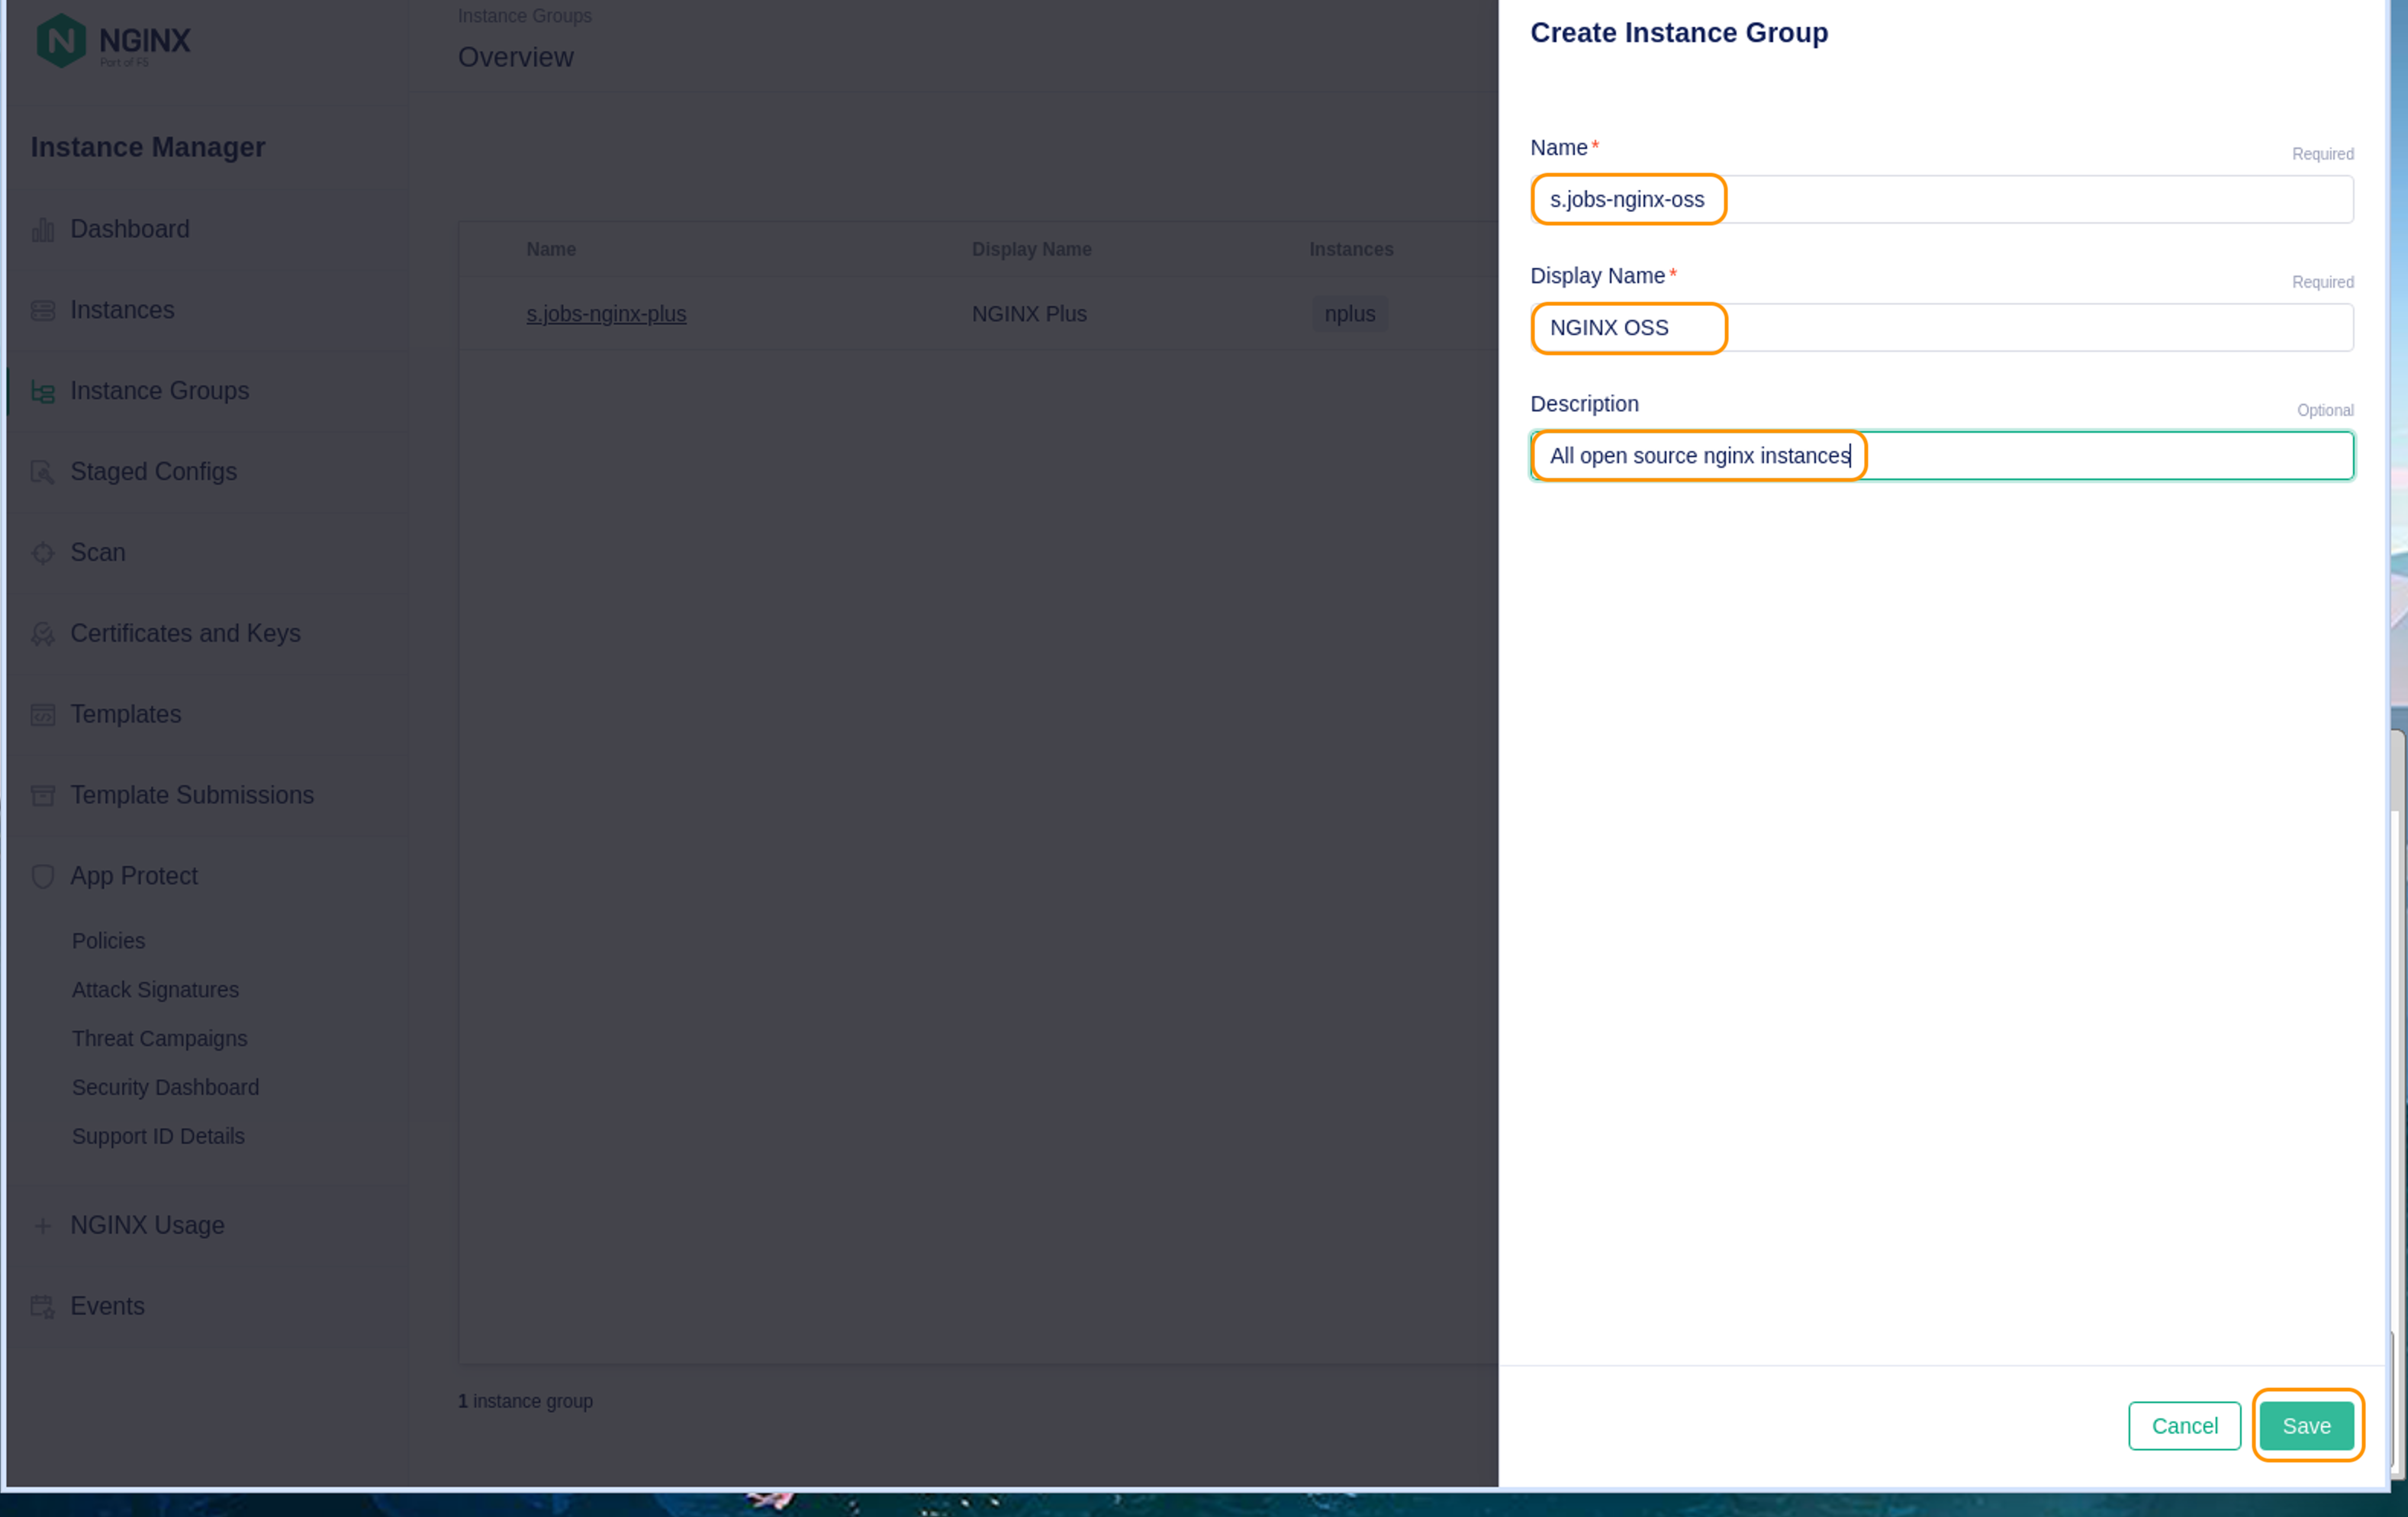 NGINX
Part of F5
Instance Manager
Dashboard
Instances
Instance Groups
Staged Configs
Scan
Certificates and Keys
Templates
Template Submissions
App Protect
Policies
Attack Signatures
Threat Campaigns
Security Dashboard
Support ID Details
NGINX Usage
Events
Instance Groups
Overview
Name Display Name Instances
s.jobs-nginx-plus NGINX Plus nplus
1 instance group
Create Instance Group
Name* Required
s.jobs-nginx-oss
Display Name* Required
NGINX OSS
Description Optional
All open source nginx instances
Cancel Save